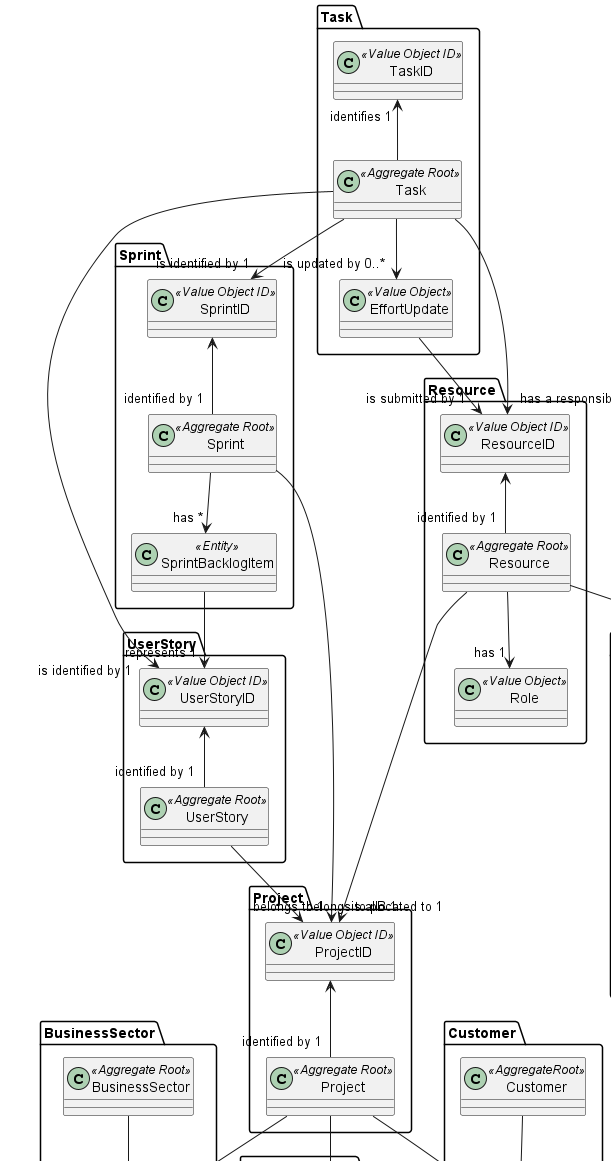 Task
C «Value Object ID»
TaskID
identifies 1
C «Aggregate Root»
Task
Sprint
is identified by 1
is updated by 0..*
C «Value Object ID»
SprintID
C «Value Object»
EffortUpdate
Resource
identified by 1
is submitted by 1
has a responsib
C «Aggregate Root»
Sprint
C «Value Object ID»
ResourceID
has *
identified by 1
C «Entity»
SprintBacklogItem
C «Aggregate Root»
Resource
UserStory
represents 1
has 1
is identified by 1
C «Value Object ID»
UserStoryID
C «Value Object»
Role
identified by 1
C «Aggregate Root»
UserStory
Project
belongs to 1
allocated to 1
C «Value Object ID»
ProjectID
BusinessSector
identified by 1
Customer
C «Aggregate Root»
BusinessSector
C «Aggregate Root»
Project
C «AggregateRoot»
Customer